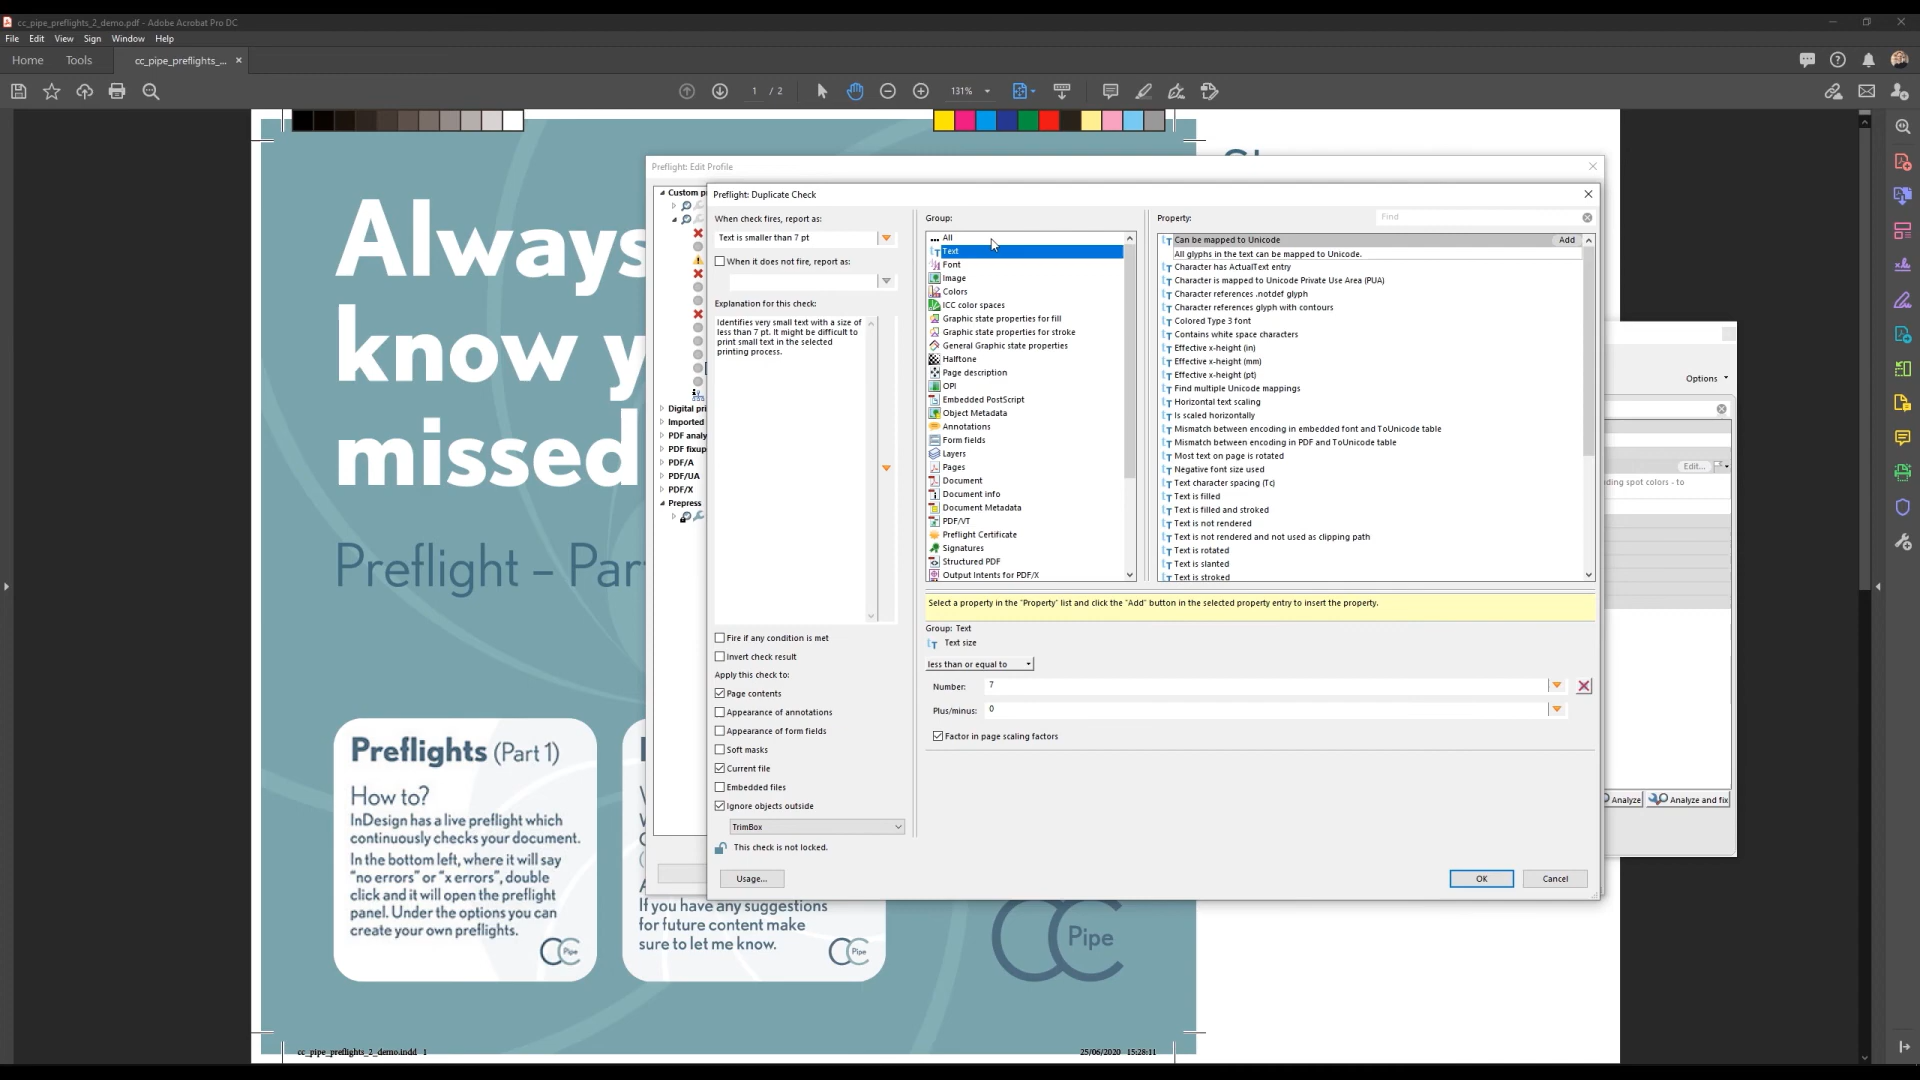 cc_pipe_preflights_2_demo.pdf - Adobe Acrobat Pro DC
File Edit View Sign Window Help
Home Tools cc_pipe_preflights_... ×
1 / 2 131%
Always
know y
missed
Preflight – Par
Preflights (Part 1)
How to?
InDesign has a live preflight which
continuously checks your document.
In the bottom left, where it will say
“no errors” or “x errors”, double
click and it will open the preflight
panel. Under the options you can
create your own preflights.
CC Pipe
If you have any suggestions
for future content make
sure to let me know.
CC Pipe
CC Pipe
cc_pipe_preflights_2_demo.indd 1
25/06/2020 15:28:11
Preflight: Edit Profile
Custom p
Digital pri
Imported
PDF analy
PDF fixup
PDF/A
PDF/UA
PDF/X
Prepress
Preflight: Duplicate Check
When check fires, report as:
Text is smaller than 7 pt
When it does not fire, report as:
Explanation for this check:
Identifies very small text with a size of
less than 7 pt. It might be difficult to
print small text in the selected
printing process.
Fire if any condition is met
Invert check result
Apply this check to:
Page contents
Appearance of annotations
Appearance of form fields
Soft masks
Current file
Embedded files
Ignore objects outside
TrimBox
This check is not locked.
Usage...
Group:
All
Text
Font
Image
Colors
ICC color spaces
Graphic state properties for fill
Graphic state properties for stroke
General Graphic state properties
Halftone
Page description
OPI
Embedded PostScript
Object Metadata
Annotations
Form fields
Layers
Pages
Document
Document info
Document Metadata
PDF/VT
Preflight Certificate
Signatures
Structured PDF
Output Intents for PDF/X
Property:
Find
Can be mapped to Unicode Add
All glyphs in the text can be mapped to Unicode.
Character has ActualText entry
Character is mapped to Unicode Private Use Area (PUA)
Character references .notdef glyph
Character references glyph with contours
Colored Type 3 font
Contains white space characters
Effective x-height (in)
Effective x-height (mm)
Effective x-height (pt)
Find multiple Unicode mappings
Horizontal text scaling
Is scaled horizontally
Mismatch between encoding in embedded font and ToUnicode table
Mismatch between encoding in PDF and ToUnicode table
Most text on page is rotated
Negative font size used
Text character spacing (Tc)
Text is filled
Text is filled and stroked
Text is not rendered
Text is not rendered and not used as clipping path
Text is rotated
Text is slanted
Text is stroked
Select a property in the "Property" list and click the "Add" button in the selected property entry to insert the property.
Group: Text
Text size
less than or equal to
Number: 7
Plus/minus: 0
Factor in page scaling factors
OK Cancel
Options
Edit...
nding spot colors - to
Analyze Analyze and fix